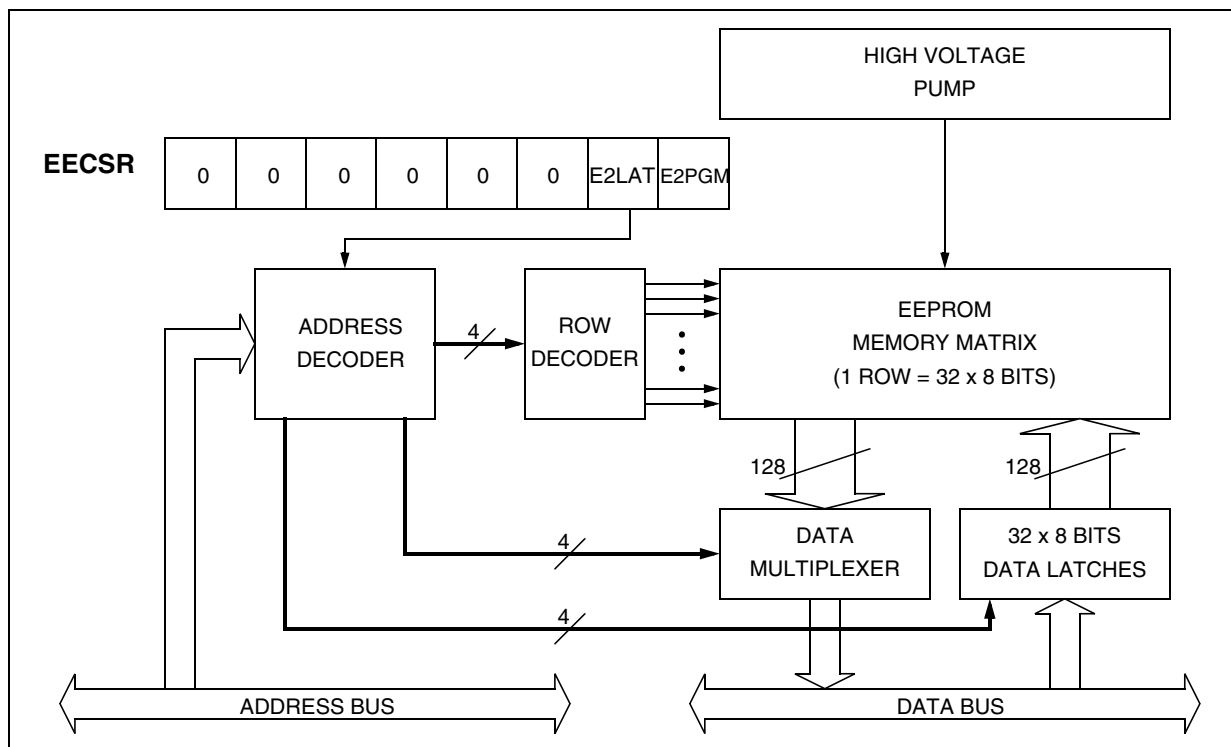 HIGH VOLTAGE
PUMP
EECSR
0 0 0 0 0 0 E2LAT E2PGM
ADDRESS
DECODER
4
ROW
DECODER
EEPROM
MEMORY MATRIX
(1 ROW = 32 x 8 BITS)
128
128
4
DATA
MULTIPLEXER
32 x 8 BITS
DATA LATCHES
4
ADDRESS BUS
DATA BUS